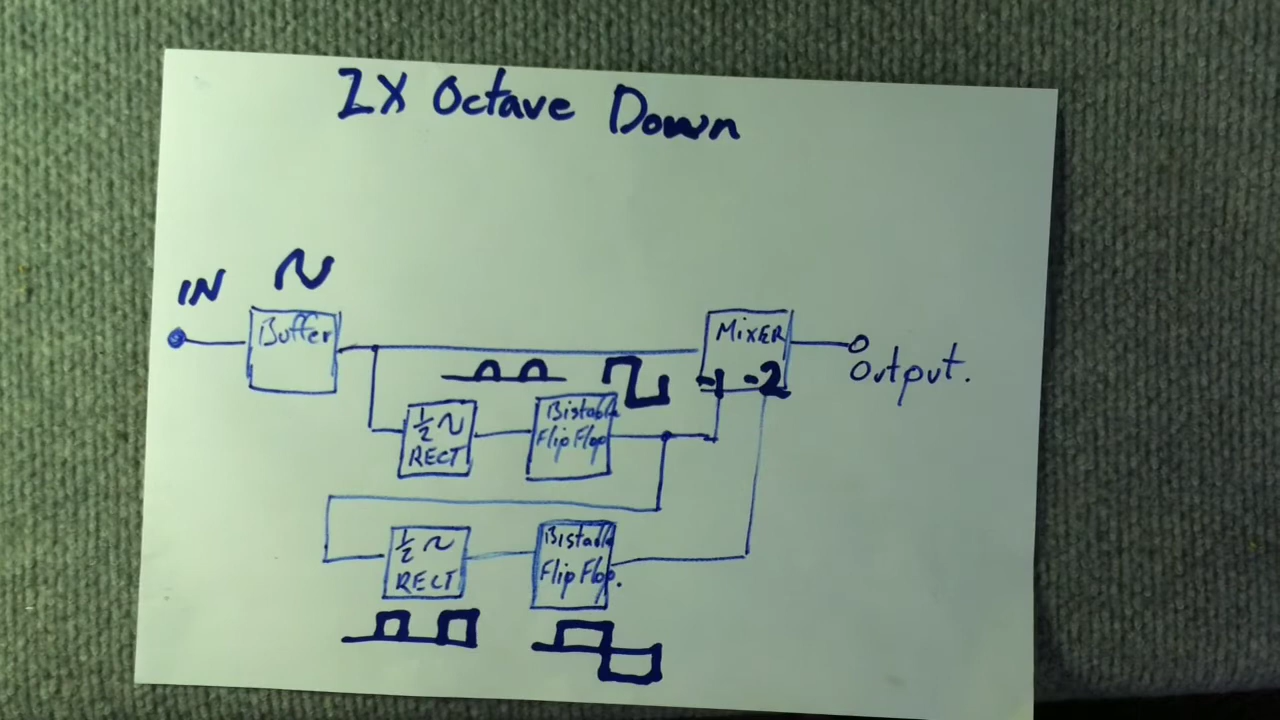 2X Octave Down
IN
Buffer
MIXER
-1 -2
Output.
1/2 ~
RECT
Bistable
Flip Flop
1/2 ~
RECT
Bistable
Flip Flop.